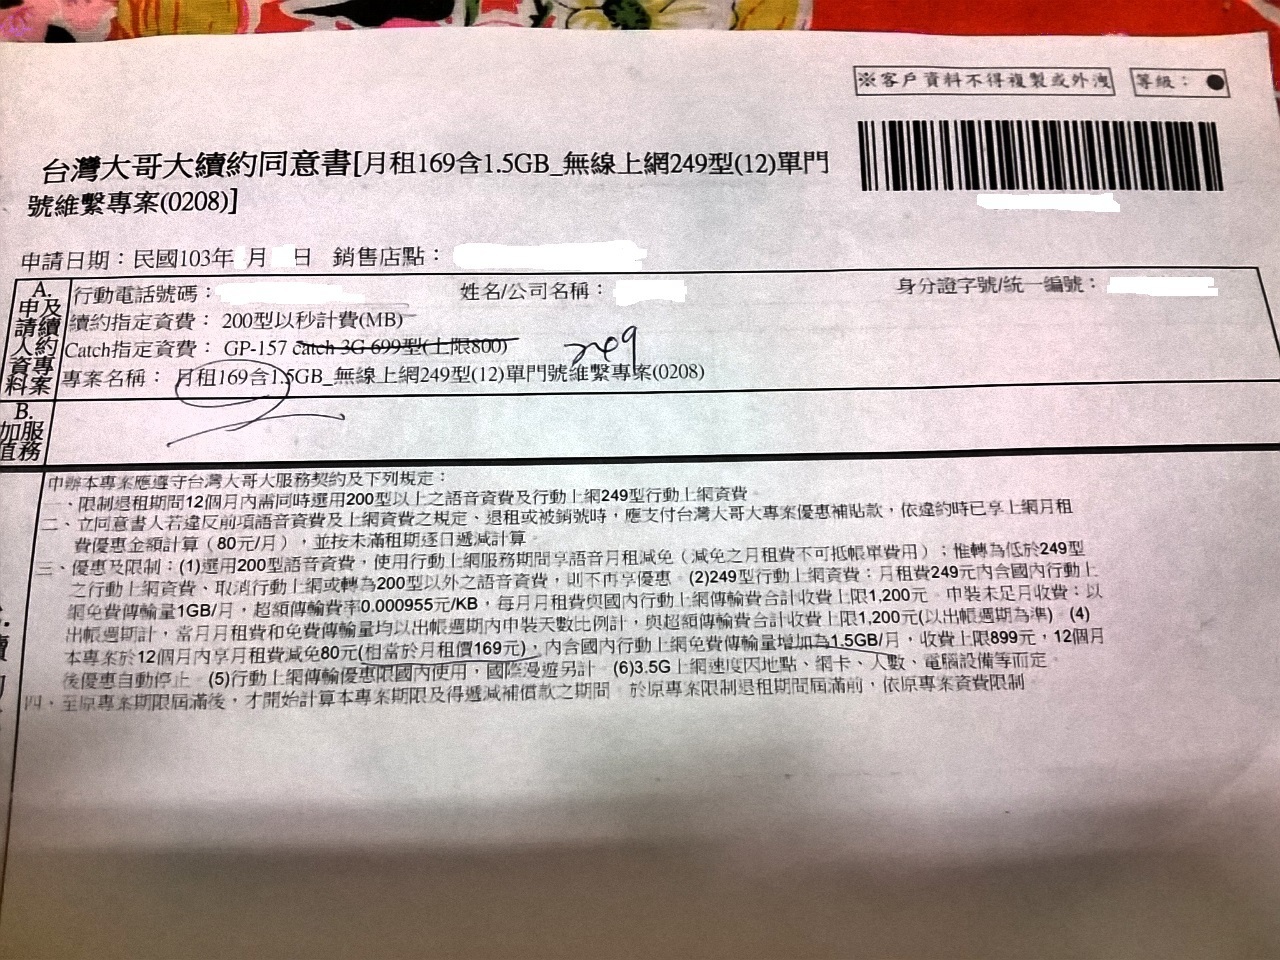 ※客戶資料不得複製或外洩 等級：●
台灣大哥大續約同意書[月租169含1.5GB_無線上網249型(12)單門
號維繫專案(0208)]
申請日期：民國103年 月 日 銷售店點：
A.申請人資料及續約專案
行動電話號碼： 姓名/公司名稱： 身分證字號/統一編號：
續約指定資費： 200型以秒計費(MB)
Catch指定資費： GP-157 catch 3G 699型(上限800) 249
專案名稱： 月租169含1.5GB_無線上網249型(12)單門號維繫專案(0208)
B.加值服務
申辦本專案應遵守台灣大哥大服務契約及下列規定：
一、限制退租期間12個月內需同時選用200型以上之語音資費及行動上網249型行動上網資費。
二、立同意書人若違反前項語音資費及上網資費之規定、退租或被銷號時，應支付台灣大哥大專案優惠補貼款，依違約時已享上網月租
費優惠金額計算（80元/月），並按未滿租期逐日遞減計算。
三、優惠及限制：(1)選用200型語音資費，使用行動上網服務期間享語音月租減免（減免之月租費不可抵帳單費用）；惟轉為低於249型
之行動上網資費、取消行動上網或轉為200型以外之語音資費，則不再享優惠。(2)249型行動上網資費：月租費249元內含國內行動上
網免費傳輸量1GB/月，超額傳輸費率0.000955元/KB，每月月租費與國內行動上網傳輸費合計收費上限1,200元。申裝未足月收費：以
出帳週期計，當月月租費和免費傳輸量均以出帳週期內申裝天數比例計，與超額傳輸費合計收費上限1,200元(以出帳週期為準)。(4)
本專案於12個月內享月租費減免80元(相當於月租價169元)，內含國內行動上網免費傳輸量增加為1.5GB/月，收費上限899元，12個月
後優惠自動停止。(5)行動上網傳輸優惠限國內使用，國際漫遊另計。(6)3.5G上網速度因地點、網卡、人數、電腦設備等而定。
四、至原專案期限屆滿後，才開始計算本專案期限及得遞減補償款之期間。於原專案限制退租期間屆滿前，依原專案資費限制